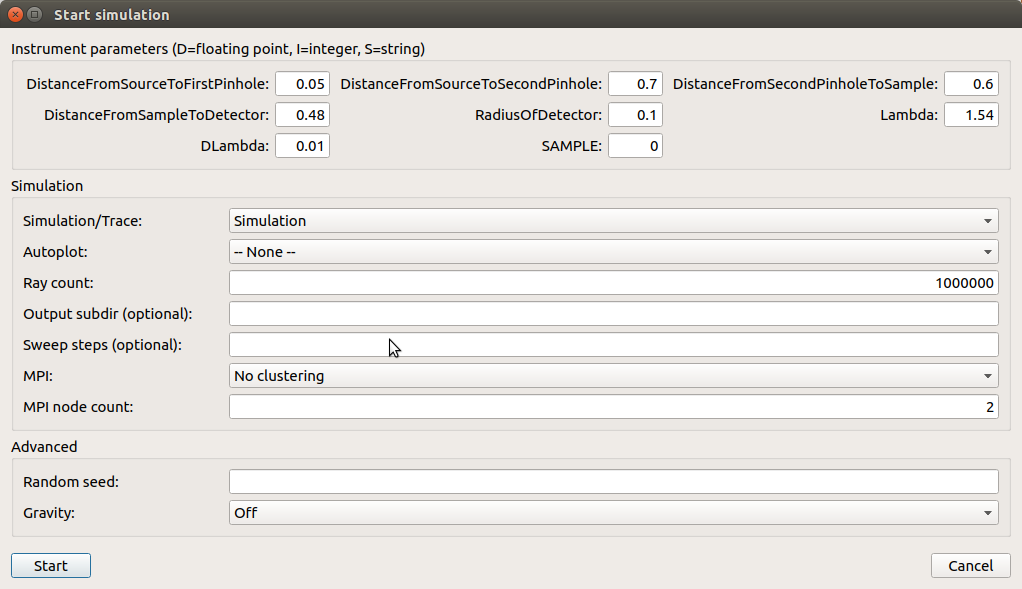 Start simulation
Instrument parameters (D=floating point, I=integer, S=string)
DistanceFromSourceToFirstPinhole: 0.05 DistanceFromSourceToSecondPinhole: 0.7 DistanceFromSecondPinholeToSample: 0.6
DistanceFromSampleToDetector: 0.48 RadiusOfDetector: 0.1 Lambda: 1.54
DLambda: 0.01 SAMPLE: 0
Simulation
Simulation/Trace: Simulation
Autoplot: -- None --
Ray count: 1000000
Output subdir (optional):
Sweep steps (optional):
MPI: No clustering
MPI node count: 2
Advanced
Random seed:
Gravity: Off
Start Cancel